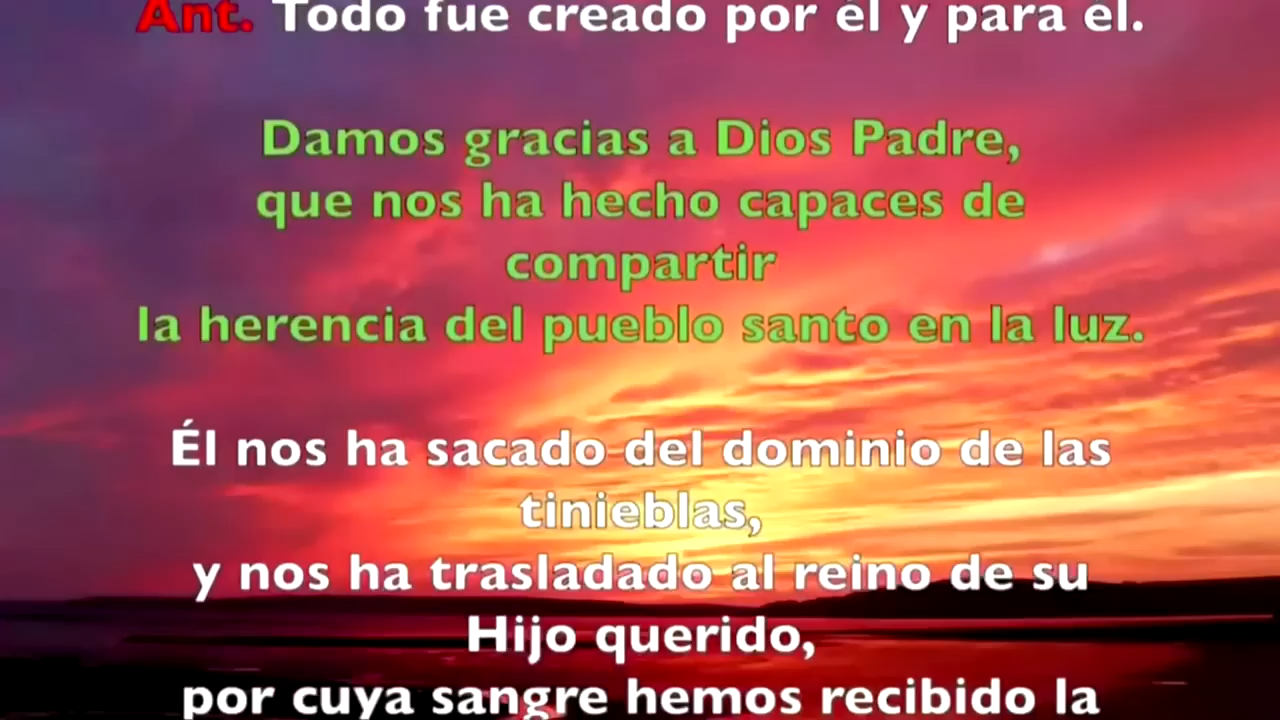 Ant. Todo fue creado por él y para él.
Damos gracias a Dios Padre,
que nos ha hecho capaces de
compartir
la herencia del pueblo santo en la luz.
Él nos ha sacado del dominio de las
tinieblas,
y nos ha trasladado al reino de su
Hijo querido,
por cuya sangre hemos recibido la